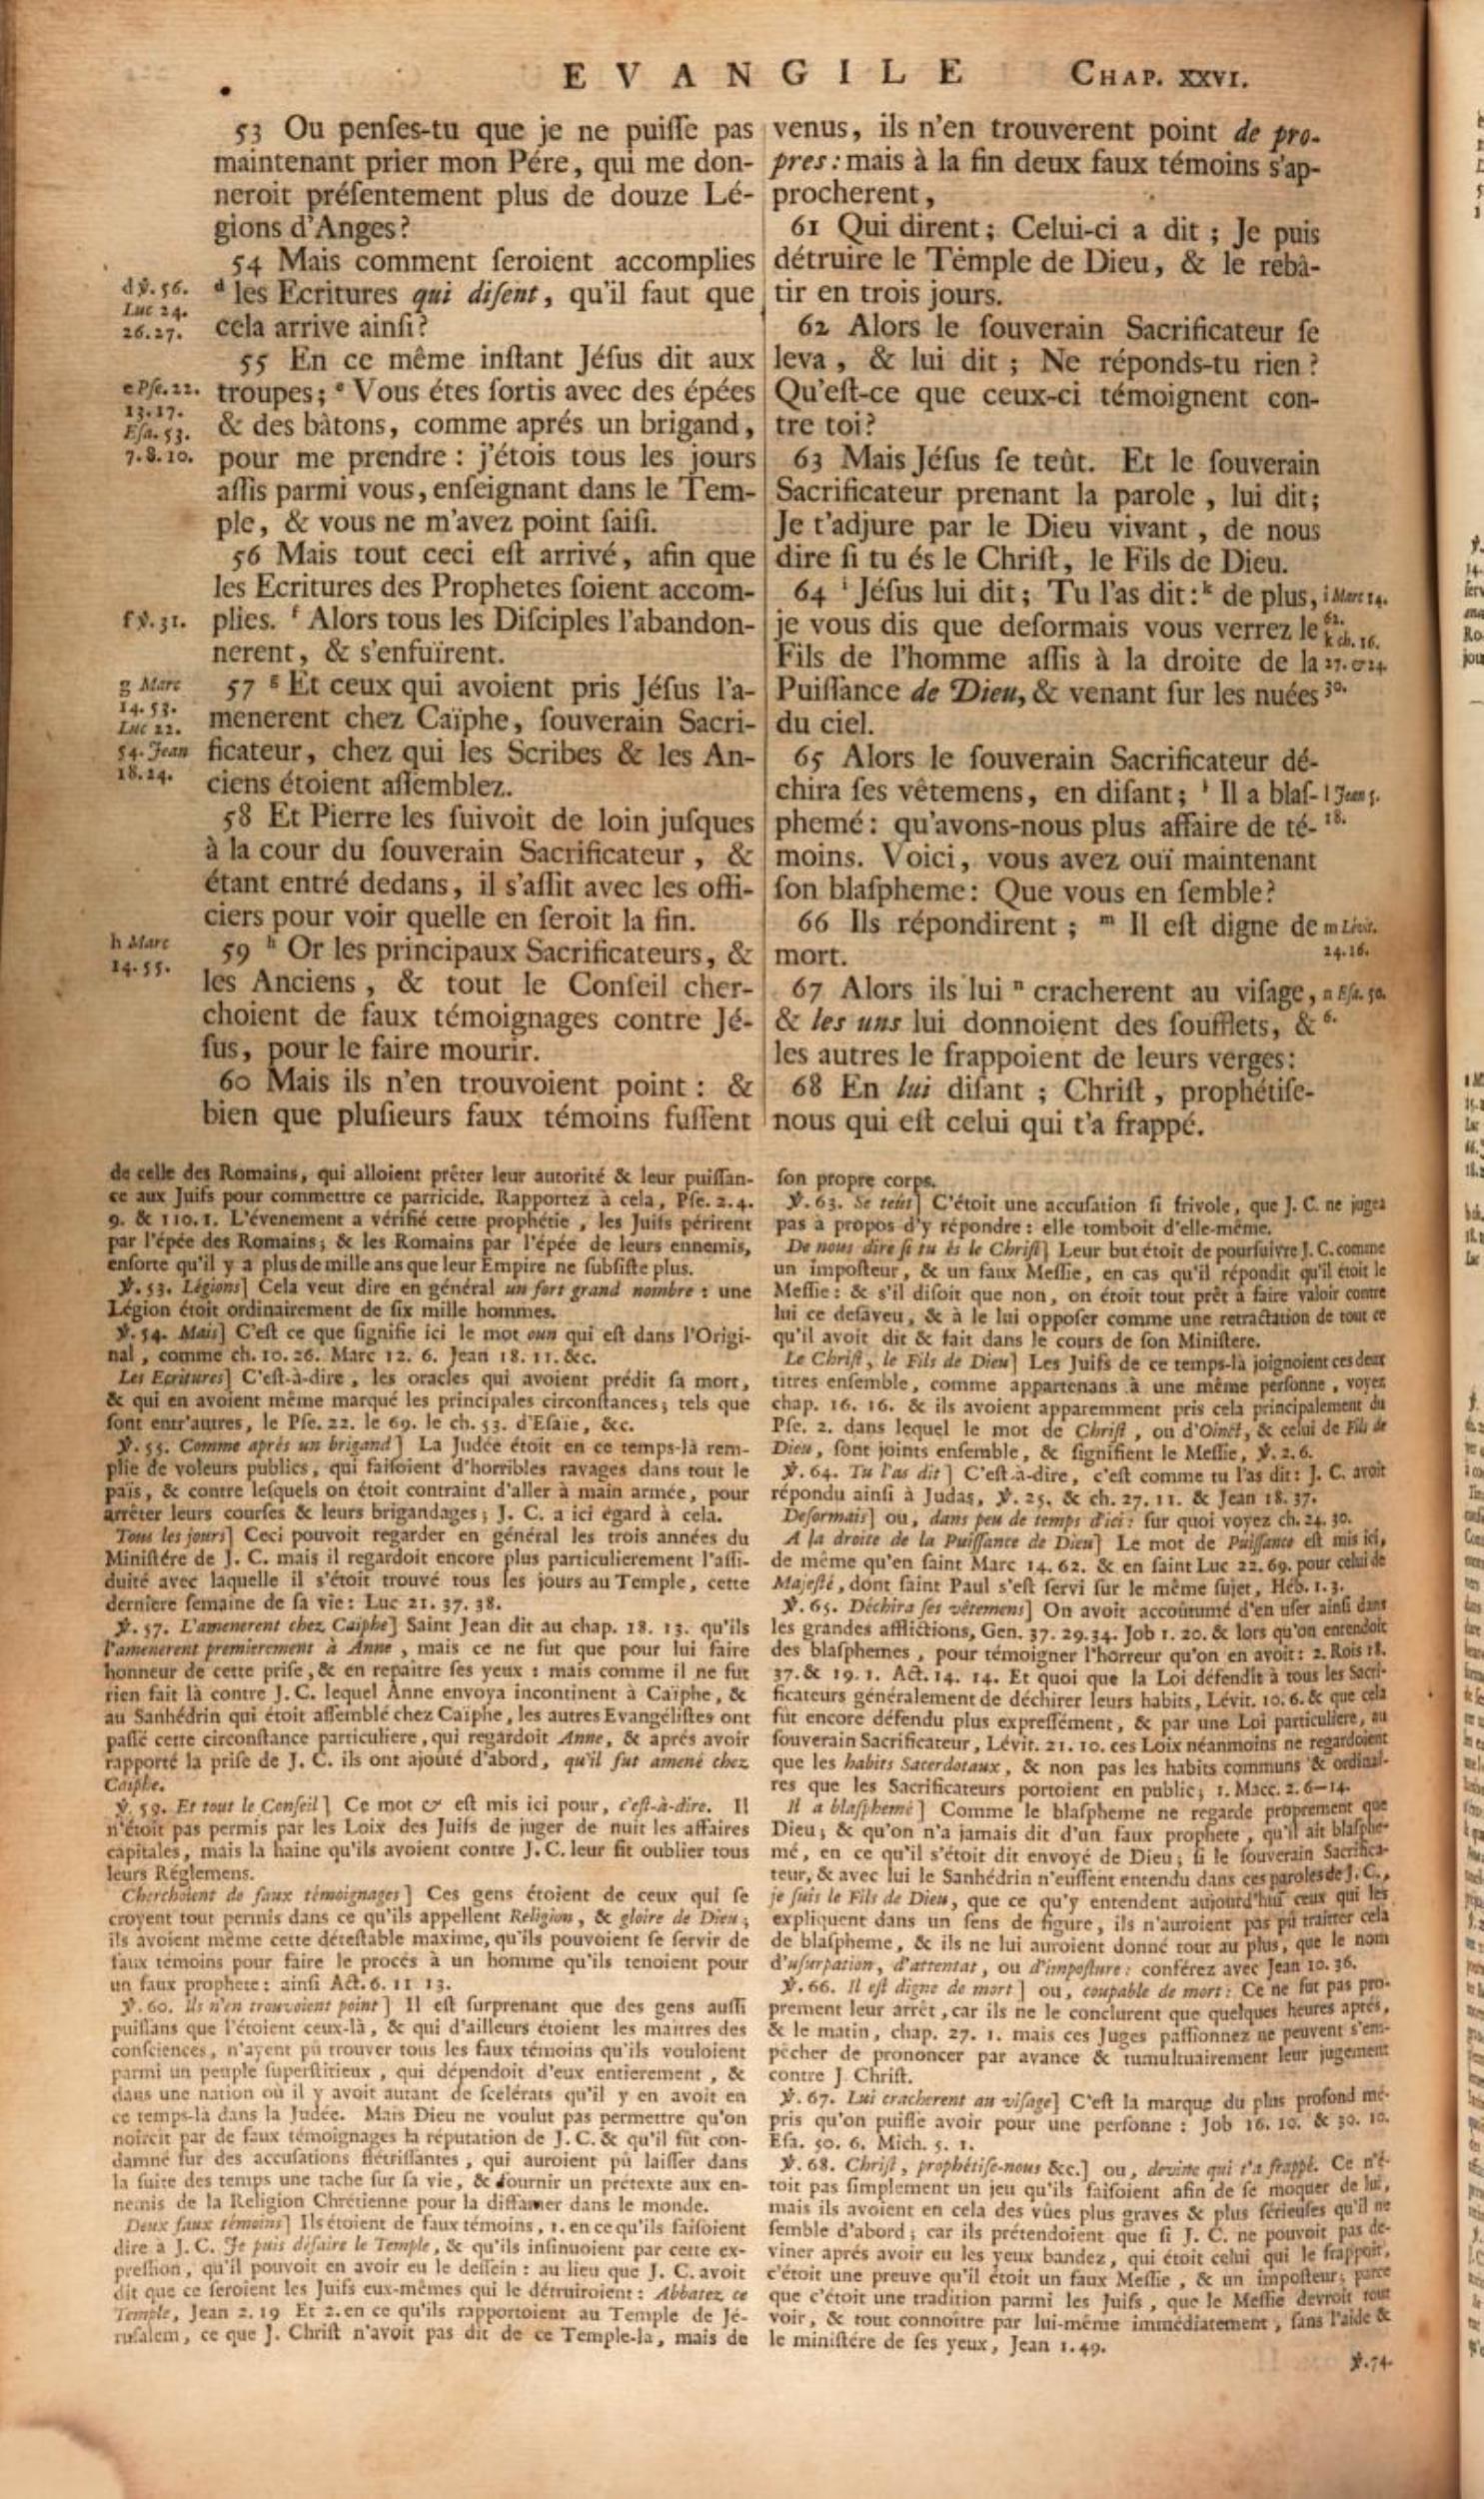 EVANGILE CHAP. XXVI.
53 Ou penſes-tu que je ne puiſſe pas
maintenant prier mon Pére, qui me don-
neroit préſentement plus de douze Lé-
gions d'Anges?
54 Mais comment ſeroient accomplies
d ℣. 56.
Luc 24.
26.27.
ᵈ les Ecritures qui diſent, qu'il faut que
cela arrive ainſi?
55 En ce même inſtant Jéſus dit aux
e Pſe. 22.
13.17.
Eſa. 53.
7.8.10.
troupes; ᵉ Vous étes ſortis avec des épées
& des bâtons, comme aprés un brigand,
pour me prendre : j'étois tous les jours
aſſis parmi vous, enſeignant dans le Tem-
ple, & vous ne m'avez point ſaiſi.
56 Mais tout ceci eſt arrivé, afin que
les Ecritures des Prophetes ſoient accom-
f ℣. 31.
plies. ᶠ Alors tous les Diſciples l'abandon-
nerent, & s'enfuïrent.
g Marc
14.53.
Luc 22.
54. Jean
18.24.
57 ᵍ Et ceux qui avoient pris Jéſus l'a-
menerent chez Caïphe, ſouverain Sacri-
ficateur, chez qui les Scribes & les An-
ciens étoient aſſemblez.
58 Et Pierre les ſuivoit de loin juſques
à la cour du ſouverain Sacrificateur, &
étant entré dedans, il s'aſſit avec les offi-
ciers pour voir quelle en ſeroit la fin.
h Marc
14.55.
59 ʰ Or les principaux Sacrificateurs, &
les Anciens, & tout le Conſeil cher-
choient de faux témoignages contre Jé-
ſus, pour le faire mourir.
60 Mais ils n'en trouvoient point : &
bien que pluſieurs faux témoins fuſſent
venus, ils n'en trouverent point de pro-
pres : mais à la fin deux faux témoins s'ap-
procherent,
61 Qui dirent; Celui-ci a dit; Je puis
détruire le Temple de Dieu, & le rebâ-
tir en trois jours.
62 Alors le ſouverain Sacrificateur ſe
leva, & lui dit; Ne réponds-tu rien?
Qu'eſt-ce que ceux-ci témoignent con-
tre toi?
63 Mais Jéſus ſe teût. Et le ſouverain
Sacrificateur prenant la parole, lui dit;
Je t'adjure par le Dieu vivant, de nous
dire ſi tu és le Chriſt, le Fils de Dieu.
64 ⁱ Jéſus lui dit; Tu l'as dit : ᵏ de plus,
je vous dis que deformais vous verrez le
Fils de l'homme aſſis à la droite de la
Puiſſance de Dieu, & venant ſur les nuées
du ciel.
i Marc 14.
62.
k ch. 16.
27. & 24.
30.
65 Alors le ſouverain Sacrificateur dé-
chira ſes vêtemens, en diſant; ˡ Il a blaſ-
phemé : qu'avons-nous plus affaire de té-
moins. Voici, vous avez ouï maintenant
ſon blaſpheme : Que vous en ſemble?
l Jean 5.
18.
66 Ils répondirent; ᵐ Il eſt digne de
mort.
m Lévit.
24.16.
67 Alors ils lui ⁿ cracherent au viſage,
& les uns lui donnoient des ſoufflets, &
les autres le frappoient de leurs verges :
n Eſa. 50.
6.
68 En lui diſant; Chriſt, prophétiſe-
nous qui eſt celui qui t'a frappé.
de celle des Romains, qui alloient prêter leur autorité & leur puiſſan-
ce aux Juifs pour commettre ce parricide. Rapportez à cela, Pſe. 2. 4.
9. & 110. 1. L'évenement a vérifié cette prophétie, les Juifs périrent
par l'épée des Romains; & les Romains par l'épée de leurs ennemis,
enſorte qu'il y a plus de mille ans que leur Empire ne ſubſiſte plus.
℣. 53. Légions] Cela veut dire en général un fort grand nombre : une
Légion étoit ordinairement de ſix mille hommes.
℣. 54. Mais] C'eſt ce que ſignifie ici le mot oun qui eſt dans l'Origi-
nal, comme ch. 10. 26. Marc 12. 6. Jean 18. 11. &c.
Les Ecritures] C'eſt-à-dire, les oracles qui avoient prédit ſa mort,
& qui en avoient même marqué les principales circonſtances; tels que
ſont entr'autres, le Pſe. 22. le 69. le ch. 53. d'Eſaïe, &c.
℣. 55. Comme aprés un brigand] La Judée étoit en ce temps-là rem-
plie de voleurs publics, qui faiſoient d'horribles ravages dans tout le
païs, & contre leſquels on étoit contraint d'aller à main armée, pour
arrêter leurs courſes & leurs brigandages; J. C. a ici égard à cela.
Tous les jours] Ceci pouvoit regarder en général les trois années du
Miniſtére de J. C. mais il regardoit encore plus particulierement l'aſſi-
duité avec laquelle il s'étoit trouvé tous les jours au Temple, cette
derniere ſemaine de ſa vie : Luc 21. 37. 38.
℣. 57. L'amenerent chez Caïphe] Saint Jean dit au chap. 18. 13. qu'ils
l'amenerent premierement à Anne, mais ce ne fut que pour lui faire
honneur de cette priſe, & en repaître ſes yeux : mais comme il ne fut
rien fait là contre J. C. lequel Anne envoya incontinent à Caïphe, &
au Sanhédrin qui étoit aſſemblé chez Caïphe, les autres Evangéliſtes ont
paſſé cette circonſtance particuliere, qui regardoit Anne, & aprés avoir
rapporté la priſe de J. C. ils ont ajouté d'abord, qu'il fut amené chez
Caïphe.
℣. 59. Et tout le Conſeil] Ce mot & eſt mis ici pour, c'eſt-à-dire. Il
n'étoit pas permis par les Loix des Juifs de juger de nuit les affaires
capitales, mais la haine qu'ils avoient contre J. C. leur fit oublier tous
leurs Réglemens.
Cherchoient de faux témoignages] Ces gens étoient de ceux qui ſe
croyent tout permis dans ce qu'ils appellent Religion, & gloire de Dieu;
ils avoient même cette déteſtable maxime, qu'ils pouvoient ſe ſervir de
faux témoins pour faire le procés à un homme qu'ils tenoient pour
un faux prophete : ainſi Act. 6. 11 13.
℣. 60. Ils n'en trouvoient point] Il eſt ſurprenant que des gens auſſi
puiſſans que l'étoient ceux-là, & qui d'ailleurs étoient les maîtres des
conſciences, n'ayent pû trouver tous les faux témoins qu'ils vouloient
parmi un peuple ſuperſtitieux, qui dépendoit d'eux entierement, &
dans une nation où il y avoit autant de ſcelérats qu'il y en avoit en
ce temps-là dans la Judée. Mais Dieu ne voulut pas permettre qu'on
noircit par de faux témoignages la réputation de J. C. & qu'il fût con-
damné ſur des accuſations flétriſſantes, qui auroient pû laiſſer dans
la ſuite des temps une tache ſur ſa vie, & fournir un prétexte aux en-
nemis de la Religion Chrétienne pour la diffamer dans le monde.
Deux faux témoins] Ils étoient de faux témoins, 1. en ce qu'ils faiſoient
dire à J. C. Je puis défaire le Temple, & qu'ils inſinuoient par cette ex-
preſſion, qu'il pouvoit en avoir eu le deſſein : au lieu que J. C. avoit
dit que ce ſeroient les Juifs eux-mêmes qui le détruiroient : Abbatez ce
Temple, Jean 2. 19 Et 2. en ce qu'ils rapportoient au Temple de Jé-
ruſalem, ce que J. Chriſt n'avoit pas dit de ce Temple-la, mais de
ſon propre corps.
℣. 63. Se teût] C'étoit une accuſation ſi frivole, que J. C. ne jugea
pas à propos d'y répondre : elle tomboit d'elle-même.
De nous dire ſi tu és le Chriſt] Leur but étoit de pourſuivre J. C. comme
un impoſteur, & un faux Meſſie, en cas qu'il répondit qu'il étoit le
Meſſie : & s'il diſoit que non, on étoit tout prêt à faire valoir contre
lui ce deſaveu, & à le lui oppoſer comme une retractation de tout ce
qu'il avoit dit & fait dans le cours de ſon Miniſtere.
Le Chriſt, le Fils de Dieu] Les Juifs de ce temps-là joignoient ces deux
titres enſemble, comme appartenans à une même perſonne, voyez
chap. 16. 16. & ils avoient apparemment pris cela principalement du
Pſe. 2. dans lequel le mot de Chriſt, ou d'Oinct, & celui de Fils de
Dieu, ſont joints enſemble, & ſignifient le Meſſie, ℣. 2. 6.
℣. 64. Tu l'as dit] C'eſt-à-dire, c'eſt comme tu l'as dit : J. C. avoit
répondu ainſi à Judas, ℣. 25. & ch. 27. 11. & Jean 18. 37.
Deformais] ou, dans peu de temps d'ici : ſur quoi voyez ch. 24. 30.
A la droite de la Puiſſance de Dieu] Le mot de Puiſſance eſt mis ici,
de même qu'en ſaint Marc 14. 62. & en ſaint Luc 22. 69. pour celui de
Majeſté, dont ſaint Paul s'eſt ſervi ſur le même ſujet, Héb. 1. 3.
℣. 65. Déchira ſes vêtemens] On avoit accoûtumé d'en uſer ainſi dans
les grandes afflictions, Gen. 37. 29. 34. Job 1. 20. & lors qu'on entendoit
des blaſphemes, pour témoigner l'horreur qu'on en avoit : 2. Rois 18.
37. & 19. 1. Act. 14. 14. Et quoi que la Loi défendît à tous les Sacri-
ficateurs généralement de déchirer leurs habits, Lévit. 10. 6. & que cela
fût encore défendu plus expreſſément, & par une Loi particuliere, au
ſouverain Sacrificateur, Lévit. 21. 10. ces Loix néanmoins ne regardoient
que les habits Sacerdotaux, & non pas les habits communs & ordinai-
res que les Sacrificateurs portoient en public; 1. Macc. 2. 6-14.
Il a blaſphemé] Comme le blaſpheme ne regarde proprement que
Dieu; & qu'on n'a jamais dit d'un faux prophete, qu'il ait blaſphe-
mé, en ce qu'il s'étoit dit envoyé de Dieu; ſi le ſouverain Sacrifica-
teur, & avec lui le Sanhédrin n'euſſent entendu dans ces paroles de J. C.,
je ſuis le Fils de Dieu, que ce qu'y entendent aujourd'hui ceux qui les
expliquent dans un ſens de figure, ils n'auroient pas pû traitter cela
de blaſpheme, & ils ne lui auroient donné tout au plus, que le nom
d'uſurpation, d'attentat, ou d'impoſture : conférez avec Jean 10. 36.
℣. 66. Il eſt digne de mort] ou, coupable de mort : Ce ne fut pas pro-
prement leur arrêt, car ils ne le conclurent que quelques heures aprés,
& le matin, chap. 27. 1. mais ces Juges paſſionnez ne peuvent s'em-
pêcher de prononcer par avance & tumultuairement leur jugement
contre J. Chriſt.
℣. 67. Lui cracherent au viſage] C'eſt la marque du plus profond mé-
pris qu'on puiſſe avoir pour une perſonne : Job 16. 10. & 30. 10.
Eſa. 50. 6. Mich. 5. 1.
℣. 68. Chriſt, prophétiſe-nous &c.] ou, devine qui t'a frappé. Ce n'é-
toit pas ſimplement un jeu qu'ils faiſoient afin de ſe moquer de lui,
mais ils avoient en cela des vûes plus graves & plus ſérieuſes qu'il ne
ſemble d'abord; car ils prétendoient que ſi J. C. ne pouvoit pas de-
viner aprés avoir eu les yeux bandez, qui étoit celui qui le frappoit,
c'étoit une preuve qu'il étoit un faux Meſſie, & un impoſteur; parce
que c'étoit une tradition parmi les Juifs, que le Meſſie devroit tout
voir, & tout connoître par lui-même immédiatement, ſans l'aide &
le miniſtére de ſes yeux, Jean 1. 49.
℣. 74.